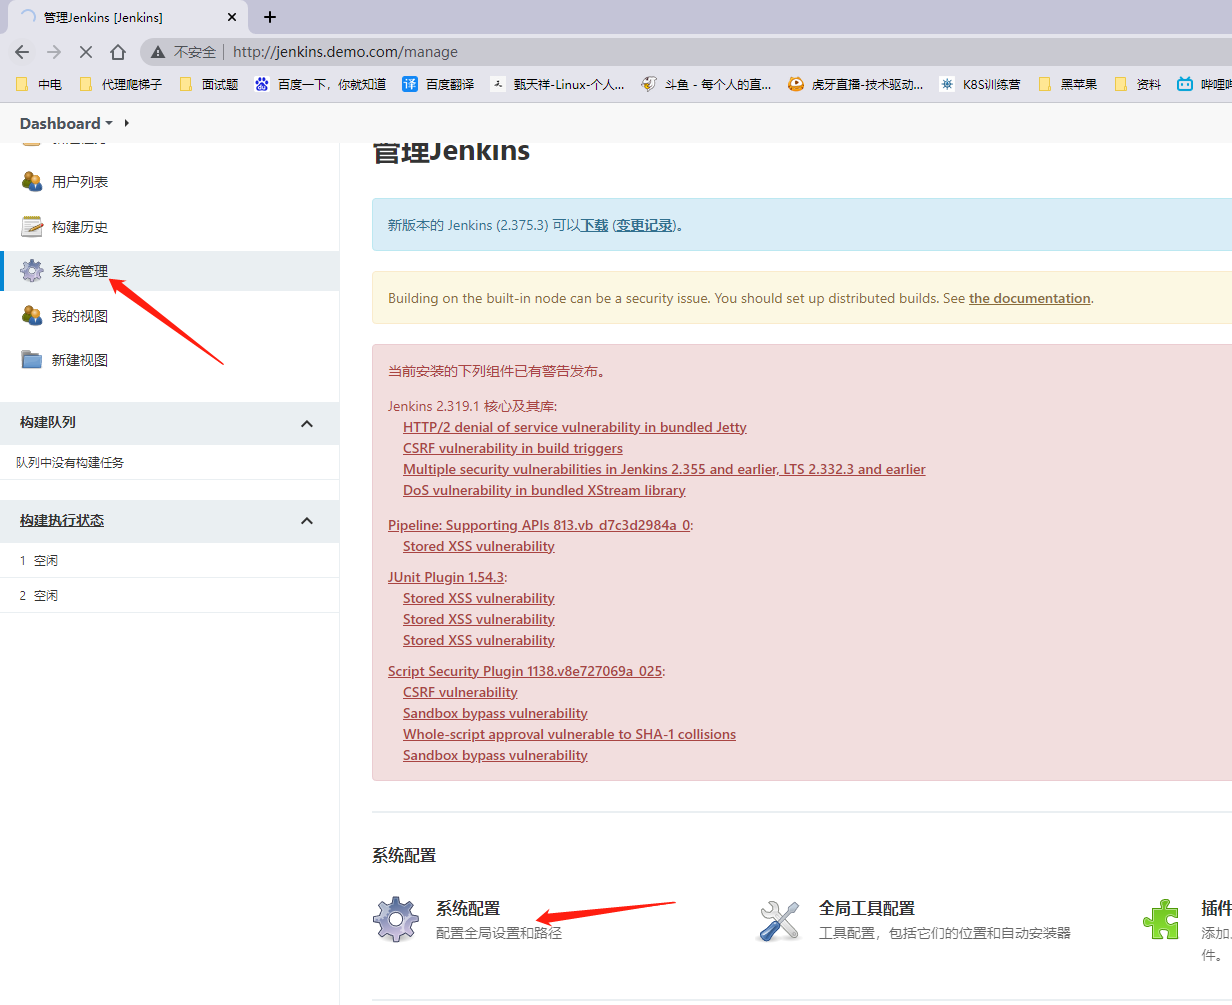 管理Jenkins [Jenkins]
不安全 http://jenkins.demo.com/manage
中电 代理爬梯子 面试题 百度一下，你就知道 译 百度翻译 甄天祥-Linux-个人... 斗鱼 - 每个人的直... 虎牙直播-技术驱动... K8S训练营 黑苹果 资料
Dashboard
用户列表
构建历史
系统管理
我的视图
新建视图
构建队列
队列中没有构建任务
构建执行状态
1 空闲
2 空闲
管理Jenkins
新版本的 Jenkins (2.375.3) 可以下载 (变更记录)。
Building on the built-in node can be a security issue. You should set up distributed builds. See the documentation.
当前安装的下列组件已有警告发布。
Jenkins 2.319.1 核心及其库:
HTTP/2 denial of service vulnerability in bundled Jetty
CSRF vulnerability in build triggers
Multiple security vulnerabilities in Jenkins 2.355 and earlier, LTS 2.332.3 and earlier
DoS vulnerability in bundled XStream library
Pipeline: Supporting APIs 813.vb_d7c3d2984a_0:
Stored XSS vulnerability
JUnit Plugin 1.54.3:
Stored XSS vulnerability
Stored XSS vulnerability
Stored XSS vulnerability
Script Security Plugin 1138.v8e727069a_025:
CSRF vulnerability
Sandbox bypass vulnerability
Whole-script approval vulnerable to SHA-1 collisions
Sandbox bypass vulnerability
系统配置
系统配置
配置全局设置和路径
全局工具配置
工具配置，包括它们的位置和自动安装器
插件
添加、
件。